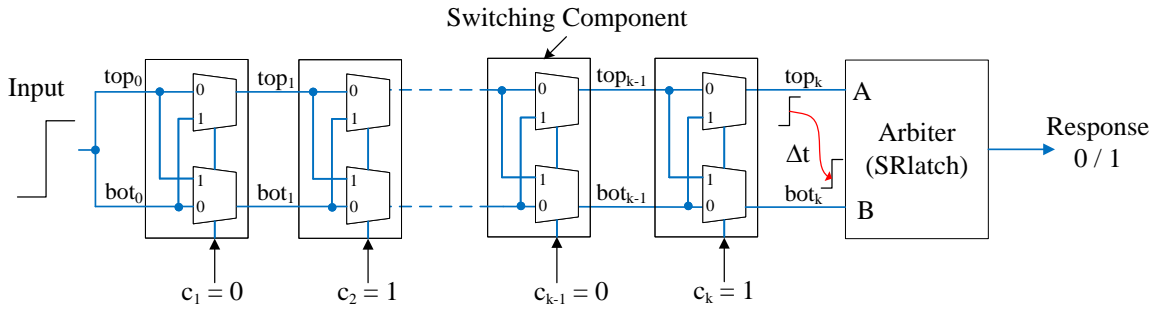 Switching Component
Input
top₀
top₁
topₖ₋₁
topₖ
0
1
0
1
0
1
0
1
A
Arbiter
(SRlatch)
Response
0 / 1
Δt
1
0
1
0
1
0
1
0
bot₀
bot₁
botₖ₋₁
botₖ
B
c₁ = 0
c₂ = 1
cₖ₋₁ = 0
cₖ = 1